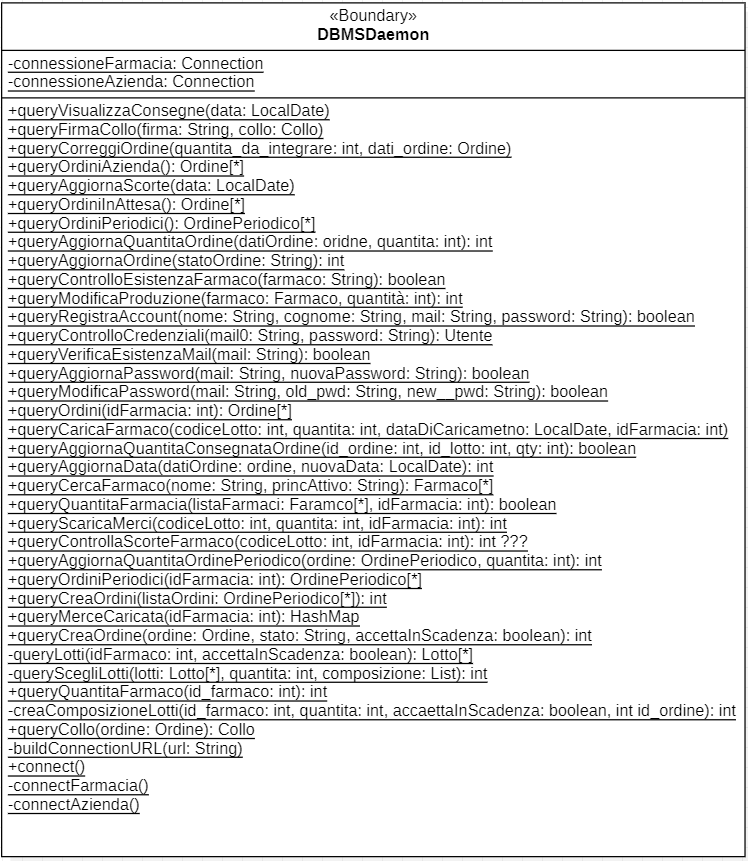 «Boundary»
DBMSDaemon
-connessioneFarmacia: Connection
-connessioneAzienda: Connection
+queryVisualizzaConsegne(data: LocalDate)
+queryFirmaCollo(firma: String, collo: Collo)
+queryCorreggiOrdine(quantita_da_integrare: int, dati_ordine: Ordine)
+queryOrdiniAzienda(): Ordine[*]
+queryAggiornaScorte(data: LocalDate)
+queryOrdiniInAttesa(): Ordine[*]
+queryOrdiniPeriodici(): OrdinePeriodico[*]
+queryAggiornaQuantitaOrdine(datiOrdine: oridne, quantita: int): int
+queryAggiornaOrdine(statoOrdine: String): int
+queryControlloEsistenzaFarmaco(farmaco: String): boolean
+queryModificaProduzione(farmaco: Farmaco, quantità: int): int
+queryRegistraAccount(nome: String, cognome: String, mail: String, password: String): boolean
+queryControlloCredenziali(mail0: String, password: String): Utente
+queryVerificaEsistenzaMail(mail: String): boolean
+queryAggiornaPassword(mail: String, nuovaPassword: String): boolean
+queryModificaPassword(mail: String, old_pwd: String, new__pwd: String): boolean
+queryOrdini(idFarmacia: int): Ordine[*]
+queryCaricaFarmaco(codiceLotto: int, quantita: int, dataDiCaricametno: LocalDate, idFarmacia: int)
+queryAggiornaQuantitaConsegnataOrdine(id_ordine: int, id_lotto: int, qty: int): boolean
+queryAggiornaData(datiOrdine: ordine, nuovaData: LocalDate): int
+queryCercaFarmaco(nome: String, princAttivo: String): Farmaco[*]
+queryQuantitaFarmaco(listaFarmaci: Faramco[*], idFarmacia: int): boolean
+queryScaricaMerci(codiceLotto: int, quantita: int, idFarmacia: int): int
+queryControllaScorteFarmaco(codiceLotto: int, idFarmacia: int): int ???
+queryAggiornaQuantitaOrdinePeriodico(ordine: OrdinePeriodico, quantita: int): int
+queryOrdiniPeriodici(idFarmacia: int): OrdinePeriodico[*]
+queryCreaOrdini(listaOrdini: OrdinePeriodico[*]): int
+queryMerceCaricata(idFarmacia: int): HashMap
+queryCreaOrdine(ordine: Ordine, stato: String, accettaInScadenza: boolean): int
-queryLotti(idFarmaco: int, accettaInScadenza: boolean): Lotto[*]
-queryScegliLotti(lotti: Lotto[*], quantita: int, composizione: List): int
+queryQuantitaFarmaco(id_farmaco: int): int
-creaComposizioneLotti(id_farmaco: int, quantita: int, accaettaInScadenza: boolean, int id_ordine): int
+queryCollo(ordine: Ordine): Collo
-buildConnectionURL(url: String)
+connect()
-connectFarmacia()
-connectAzienda()